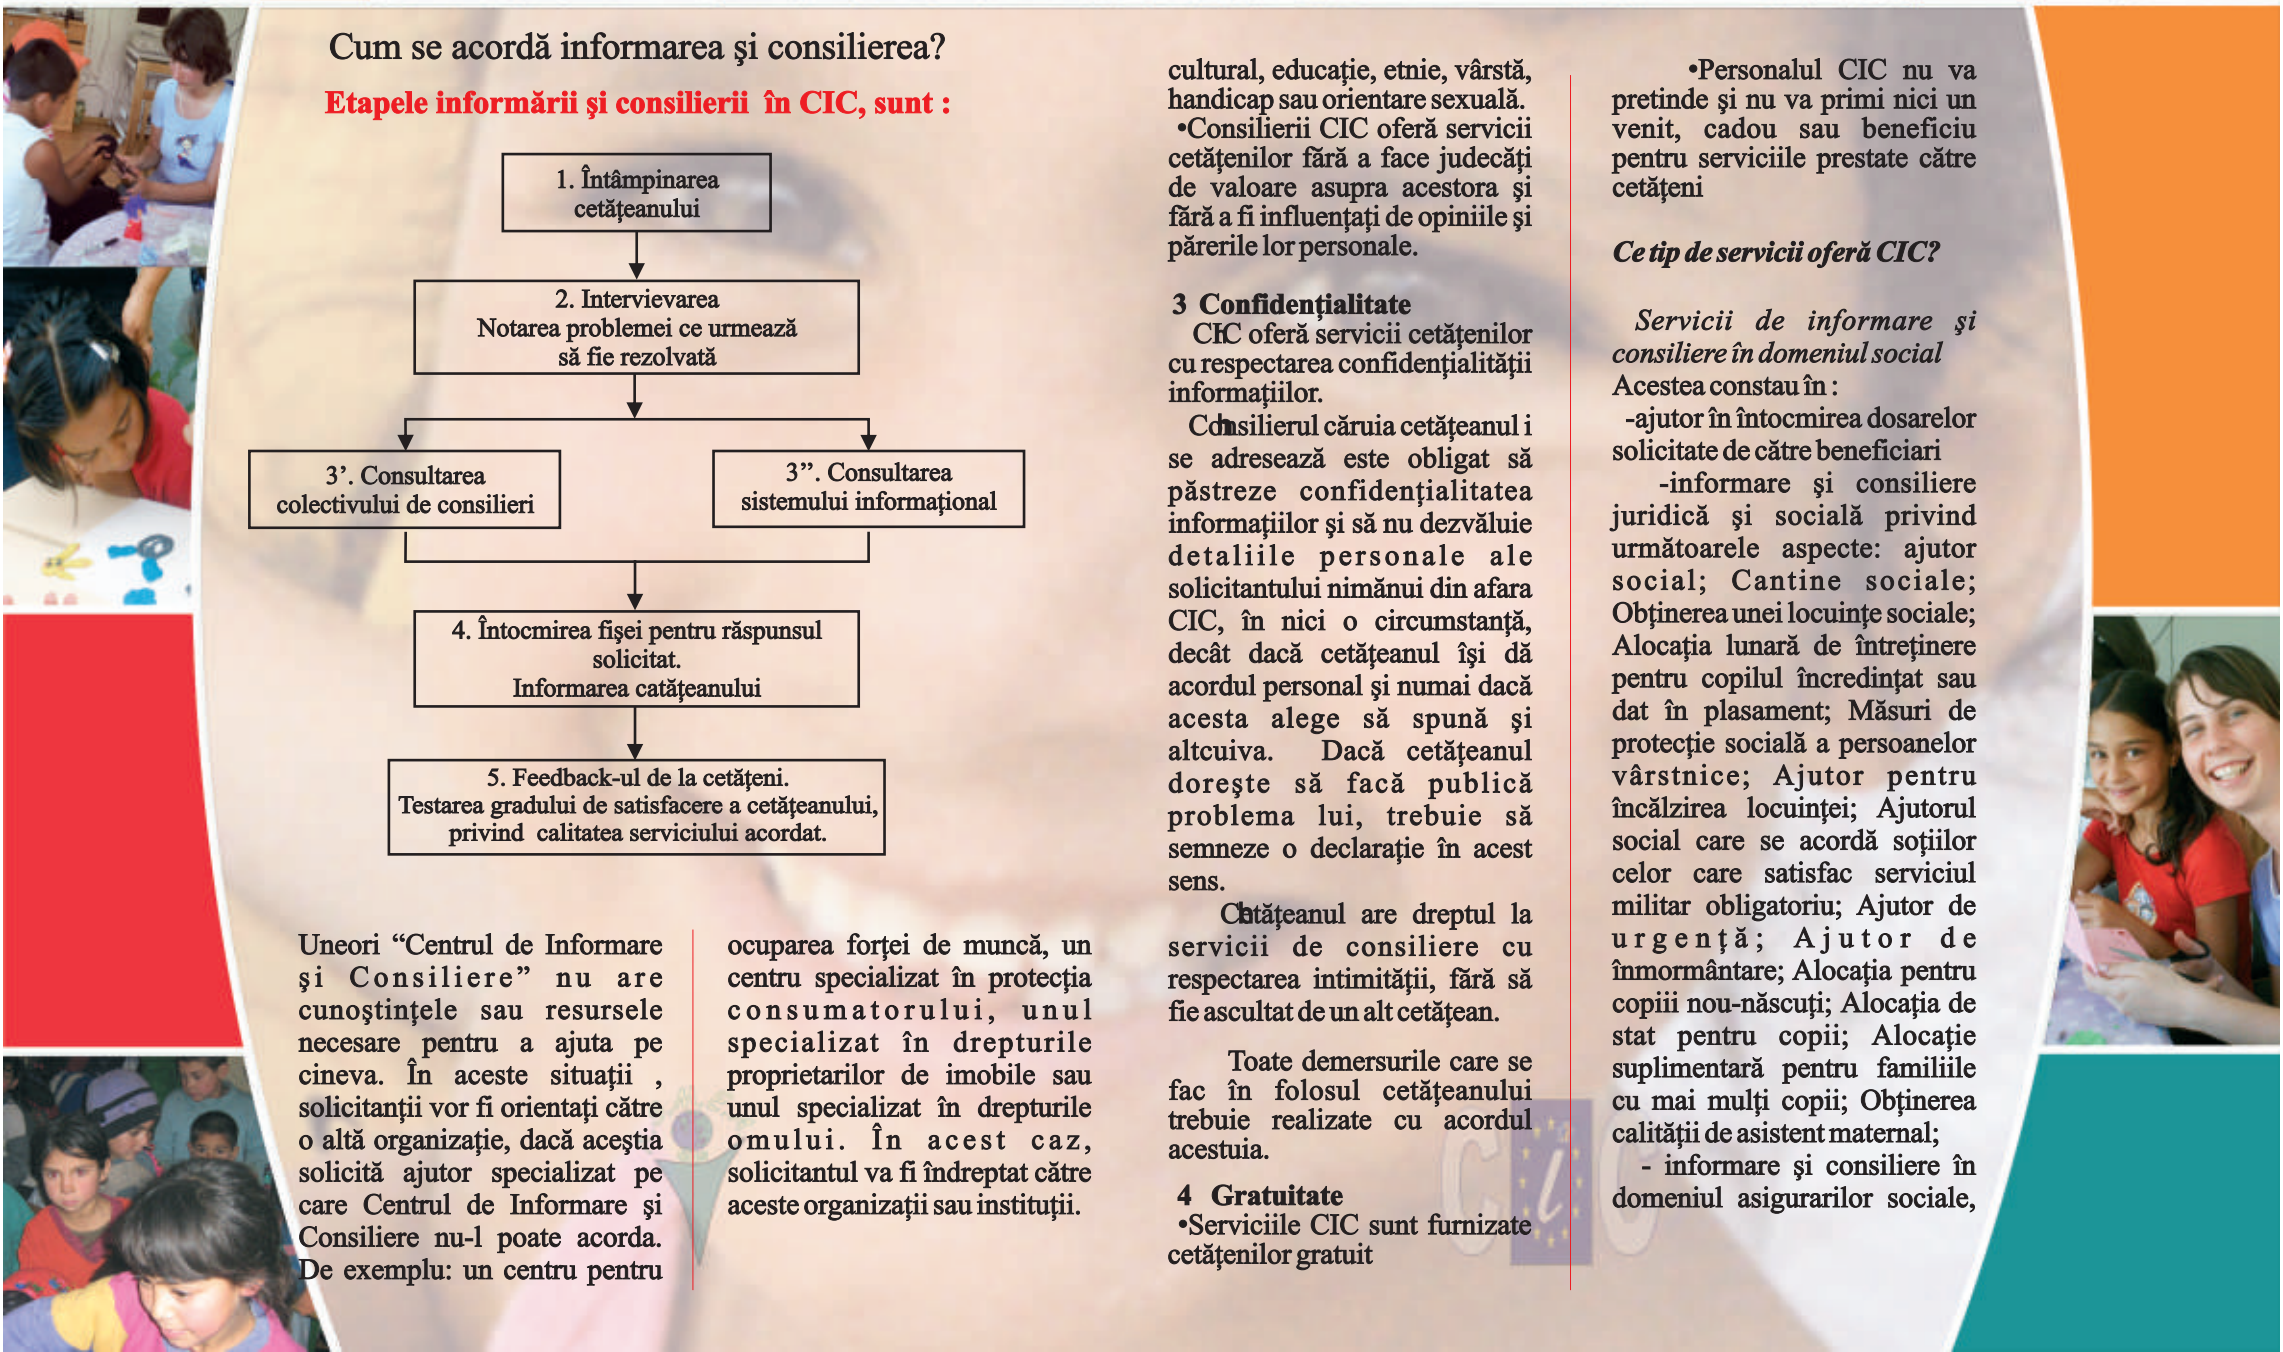 Cum se acordă informarea şi consilierea?
Etapele informării şi consilierii în CIC, sunt :
1. Întâmpinarea
cetăţeanului
2. Intervievarea
Notarea problemei ce urmează
să fie rezolvată
3’. Consultarea
colectivului de consilieri
3”. Consultarea
sistemului informaţional
4. Întocmirea fişei pentru răspunsul
solicitat.
Informarea catăţeanului
5. Feedback-ul de la cetăţeni.
Testarea gradului de satisfacere a cetăţeanului,
privind calitatea serviciului acordat.
Uneori “Centrul de Informare
şi Consiliere” nu are
cunoştinţele sau resursele
necesare pentru a ajuta pe
cineva. În aceste situaţii ,
solicitanţii vor fi orientaţi către
o altă organizaţie, dacă aceştia
solicită ajutor specializat pe
care Centrul de Informare şi
Consiliere nu-l poate acorda.
De exemplu: un centru pentru
ocuparea forţei de muncă, un
centru specializat în protecţia
consumatorului, unul
specializat în drepturile
proprietarilor de imobile sau
unul specializat în drepturile
omului. În acest caz,
solicitantul va fi îndreptat către
aceste organizaţii sau instituţii.
cultural, educaţie, etnie, vârstă,
handicap sau orientare sexuală.
•Consilierii CIC oferă servicii
cetăţenilor fără a face judecăţi
de valoare asupra acestora şi
fără a fi influenţaţi de opiniile şi
părerile lor personale.
3 Confidenţialitate
CIC oferă servicii cetăţenilor
cu respectarea confidenţialităţii
informaţiilor.
Consilierul căruia cetăţeanul i
se adresează este obligat să
păstreze confidenţialitatea
informaţiilor şi să nu dezvăluie
detaliile personale ale
solicitantului nimănui din afara
CIC, în nici o circumstanţă,
decât dacă cetăţeanul îşi dă
acordul personal şi numai dacă
acesta alege să spună şi
altcuiva. Dacă cetăţeanul
doreşte să facă publică
problema lui, trebuie să
semneze o declaraţie în acest
sens.
Cetăţeanul are dreptul la
servicii de consiliere cu
respectarea intimităţii, fără să
fie ascultat de un alt cetăţean.
Toate demersurile care se
fac în folosul cetăţeanului
trebuie realizate cu acordul
acestuia.
4 Gratuitate
•Serviciile CIC sunt furnizate
cetăţenilor gratuit
CiC
•Personalul CIC nu va
pretinde şi nu va primi nici un
venit, cadou sau beneficiu
pentru serviciile prestate către
cetăţeni
Ce tip de servicii oferă CIC?
Servicii de informare şi
consiliere în domeniul social
Acestea constau în :
-ajutor în întocmirea dosarelor
solicitate de către beneficiari
-informare şi consiliere
juridică şi socială privind
următoarele aspecte: ajutor
social; Cantine sociale;
Obţinerea unei locuinţe sociale;
Alocaţia lunară de întreţinere
pentru copilul încredinţat sau
dat în plasament; Măsuri de
protecţie socială a persoanelor
vârstnice; Ajutor pentru
încălzirea locuinţei; Ajutorul
social care se acordă soţiilor
celor care satisfac serviciul
militar obligatoriu; Ajutor de
urgenţă; Ajutor de
înmormântare; Alocaţia pentru
copiii nou-născuţi; Alocaţia de
stat pentru copii; Alocaţie
suplimentară pentru familiile
cu mai mulţi copii; Obţinerea
calităţii de asistent maternal;
- informare şi consiliere în
domeniul asigurarilor sociale,